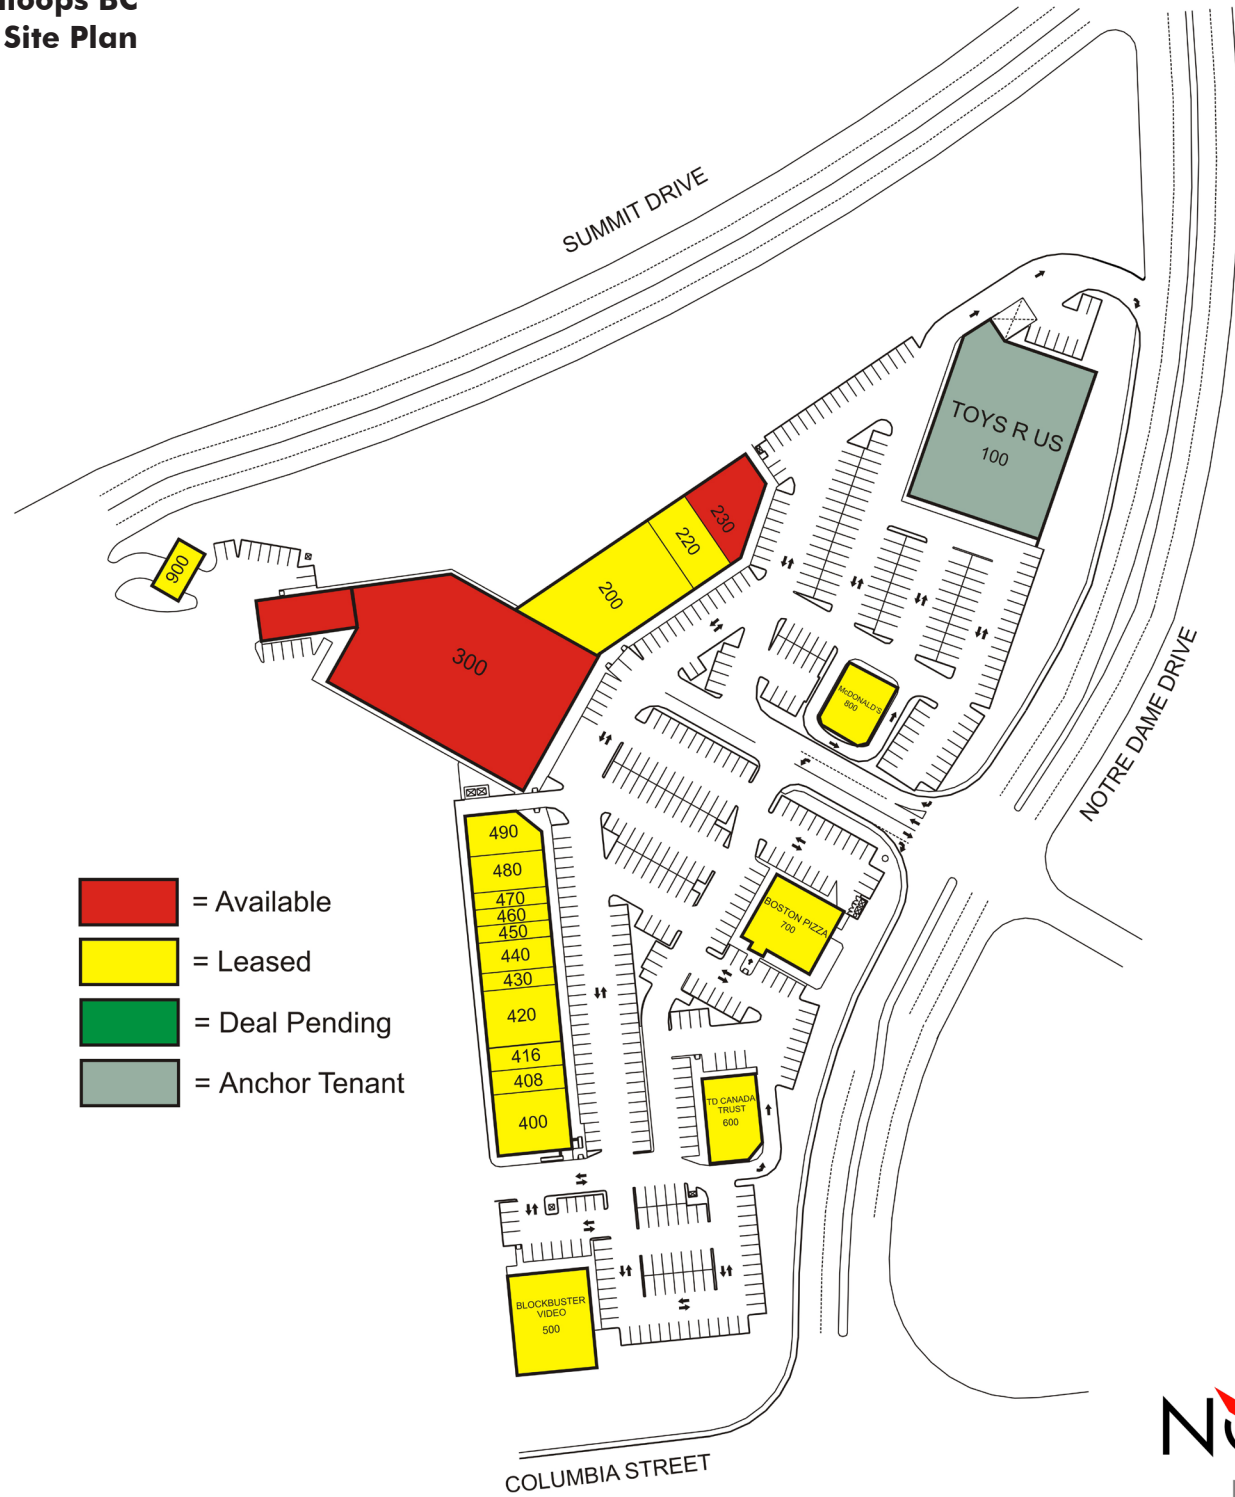 Site Plan
SUMMIT DRIVE
TOYS R US
100
230
220
200
900
300
McDONALD'S
800
NOTRE DAME DRIVE
490
480
470
460
450
440
430
420
416
408
400
BOSTON PIZZA
700
= Available
= Leased
= Deal Pending
= Anchor Tenant
TD CANADA
TRUST
600
BLOCKBUSTER
VIDEO
500
COLUMBIA STREET